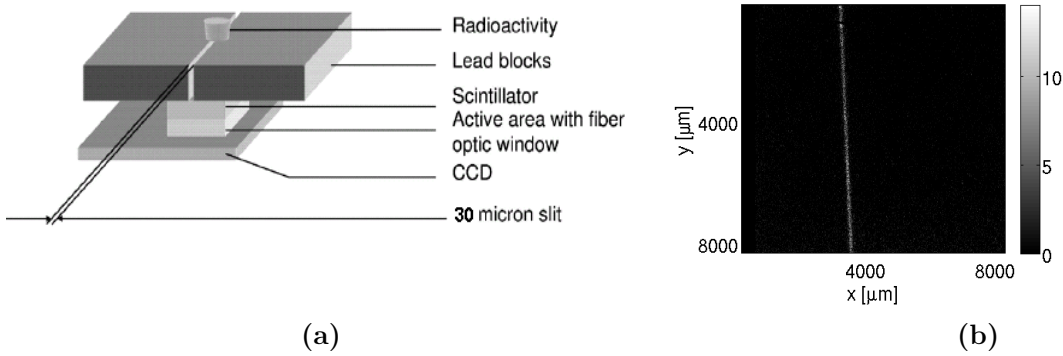 Radioactivity
Lead blocks
Scintillator
Active area with fiber
optic window
CCD
30 micron slit
(a)
y [μm]
4000
8000
4000
8000
x [μm]
10
5
0
(b)